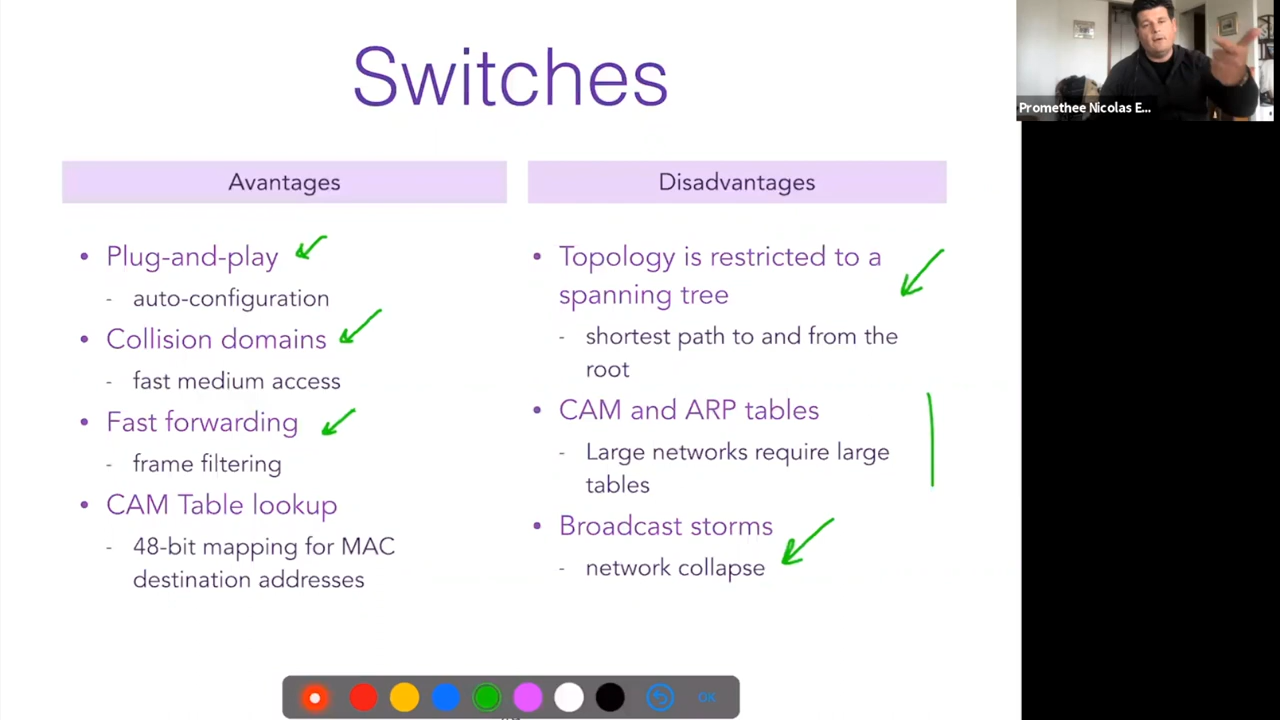 Switches
Promethee Nicolas E...
Avantages
• Plug-and-play
- auto-configuration
• Collision domains
- fast medium access
• Fast forwarding
- frame filtering
• CAM Table lookup
- 48-bit mapping for MAC
destination addresses
Disadvantages
• Topology is restricted to a
spanning tree
- shortest path to and from the
root
• CAM and ARP tables
- Large networks require large
tables
• Broadcast storms
- network collapse
OK